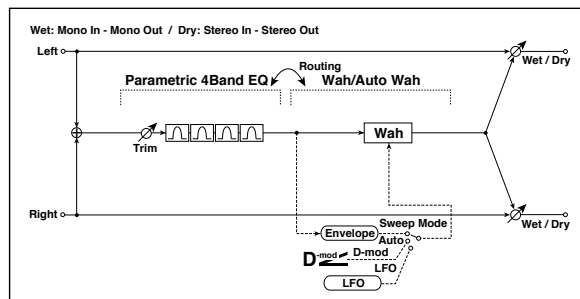 Wet: Mono In - Mono Out / Dry: Stereo In - Stereo Out
Left
Wet / Dry
Routing
Parametric 4Band EQ
Wah/Auto Wah
Trim
Wah
Right
Wet / Dry
Sweep Mode
Envelope
Auto
D-mod
D-mod
LFO
LFO